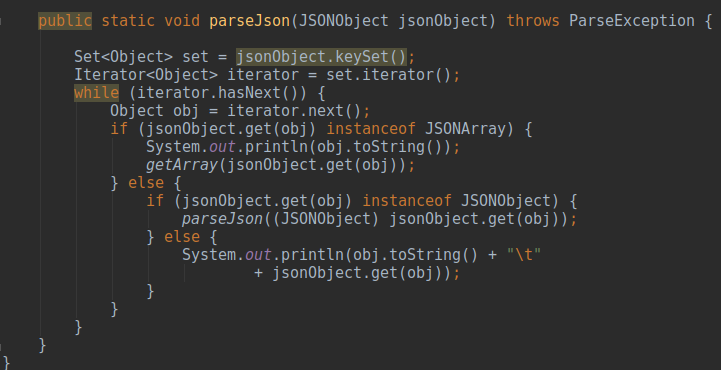 public static void parseJson(JSONObject jsonObject) throws ParseException {
Set<Object> set = jsonObject.keySet();
Iterator<Object> iterator = set.iterator();
while (iterator.hasNext()) {
Object obj = iterator.next();
if (jsonObject.get(obj) instanceof JSONArray) {
System.out.println(obj.toString());
getArray(jsonObject.get(obj));
} else {
if (jsonObject.get(obj) instanceof JSONObject) {
parseJson((JSONObject) jsonObject.get(obj));
} else {
System.out.println(obj.toString() + "\t"
+ jsonObject.get(obj));
}
}
}
}
}